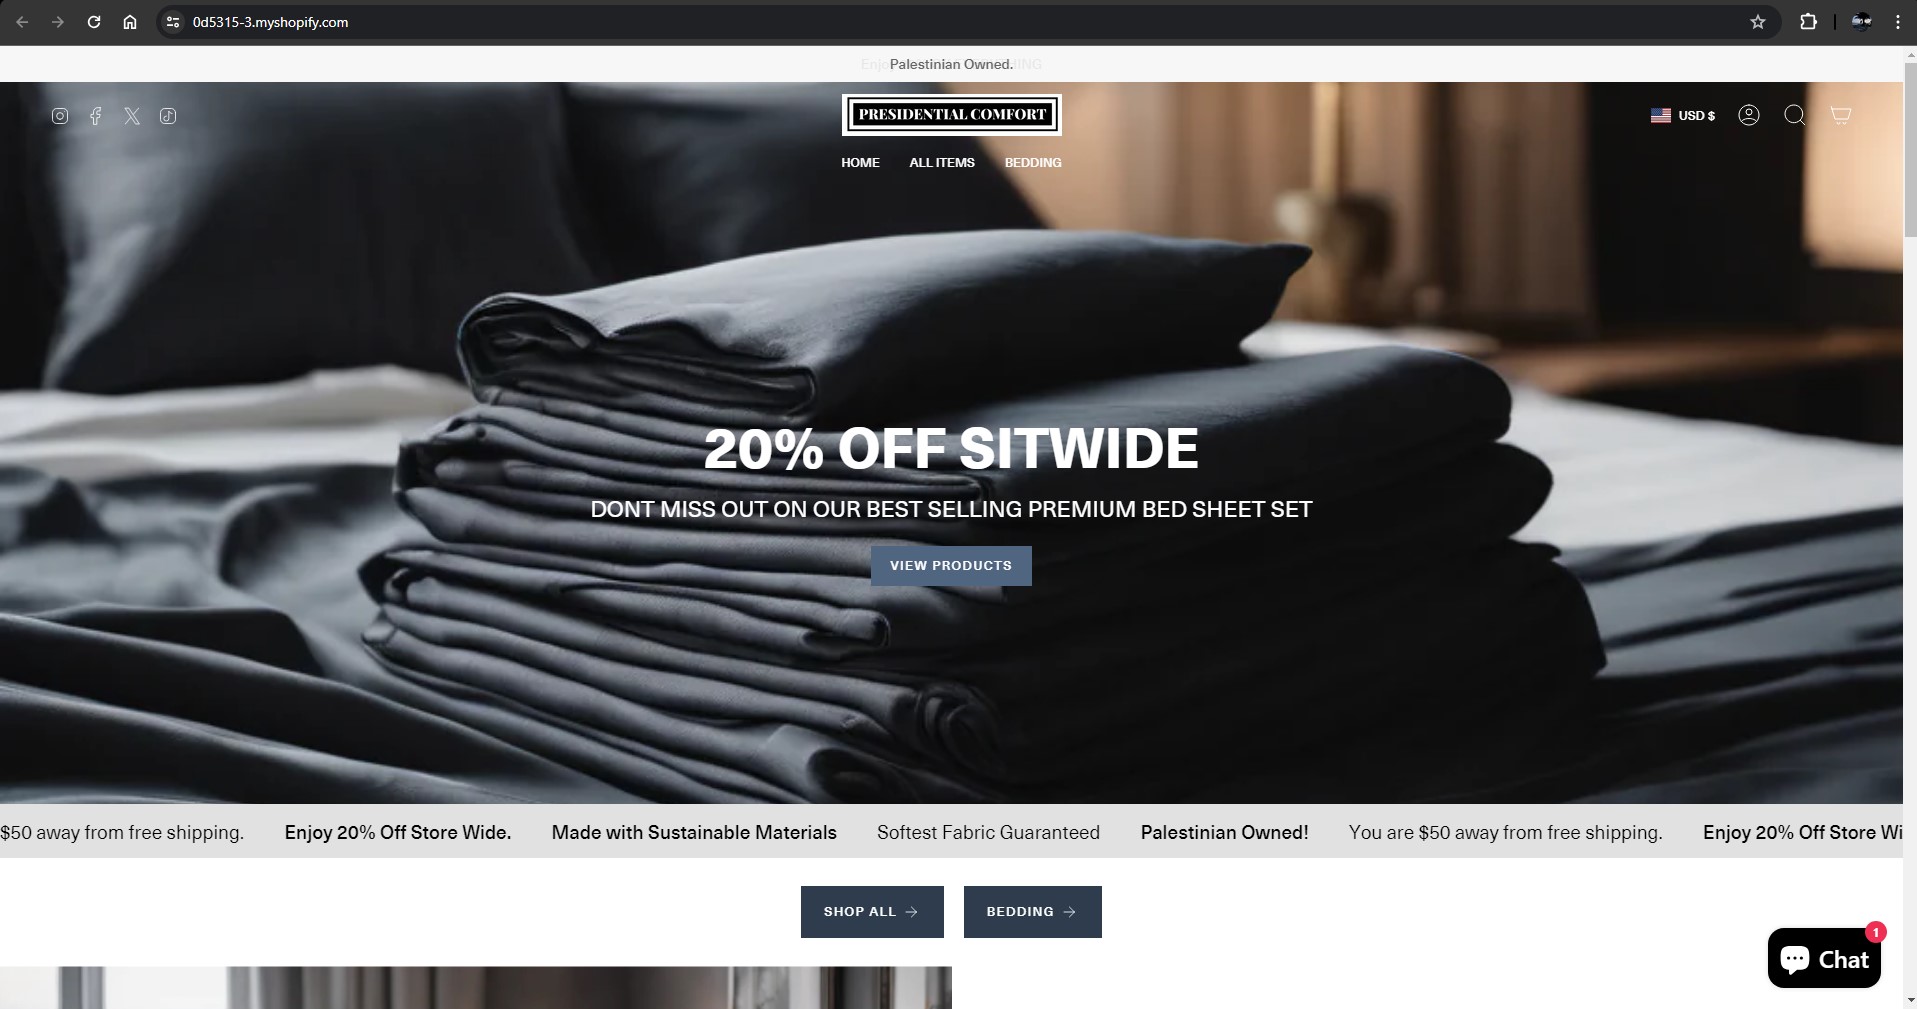 0d5315-3.myshopify.com
Palestinian Owned.
PRESIDENTIAL COMFORT
USD $
HOME ALL ITEMS BEDDING
20% OFF SITWIDE
DONT MISS OUT ON OUR BEST SELLING PREMIUM BED SHEET SET
VIEW PRODUCTS
$50 away from free shipping. Enjoy 20% Off Store Wide. Made with Sustainable Materials Softest Fabric Guaranteed Palestinian Owned! You are $50 away from free shipping. Enjoy 20% Off Store Wi
SHOP ALL → BEDDING →
1
Chat